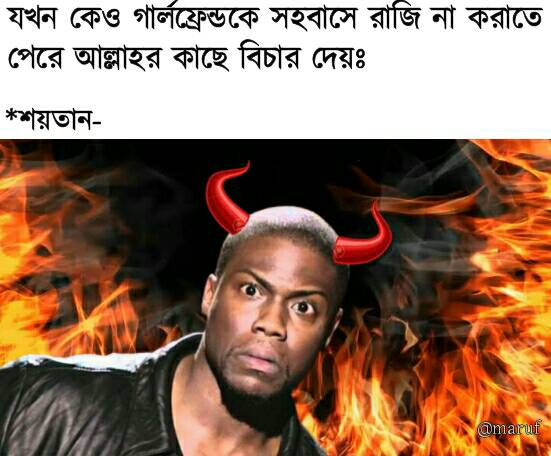 যখন কেও গার্লফ্রেন্ডকে সহবাসে রাজি না করাতে
পেরে আল্লাহর কাছে বিচার দেয়ঃ
*শয়তান-
@maruf